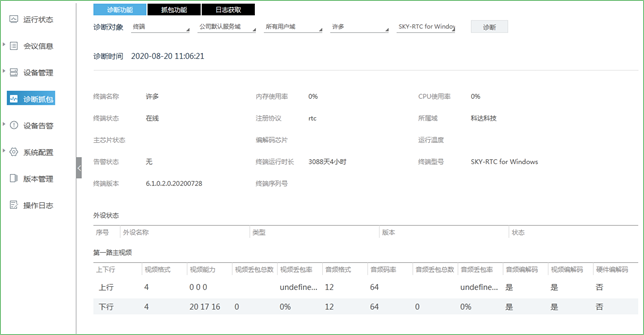 运行状态
会议信息
设备管理
诊断抓包
设备告警
系统配置
版本管理
操作日志
诊断功能 抓包功能 日志获取
诊断对象 终端 公司默认服务域 所有用户域 许多 SKY-RTC for Window 诊断
诊断时间 2020-08-20 11:06:21
终端名称 许多 内存使用率 0% CPU使用率 0%
终端状态 在线 注册协议 rtc 所属域 科达科技
主芯片状态 编解码芯片 运行温度
告警状态 无 终端运行时长 3088天4小时 终端型号 SKY-RTC for Windows
终端版本 6.1.0.2.0.20200728 终端序列号
外设状态
序号 外设名称 类型 版本 状态
第一路主视频
上下行 视频格式 视频能力 视频丢包总数 视频丢包率 音频格式 音频码率 音频丢包总数 音频丢包率 音频编解码 视频编解码 硬件编解码
上行 4 0 0 0 undefine... 12 64 undefine... 是 是 否
下行 4 20 17 16 0 0% 12 64 0 0% 是 是 否